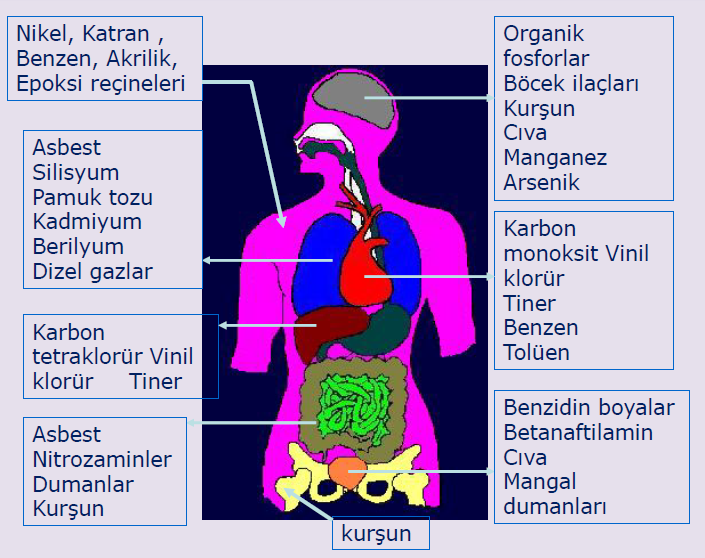 Nikel, Katran ,
Benzen, Akrilik,
Epoksi reçineleri
Asbest
Silisyum
Pamuk tozu
Kadmiyum
Berilyum
Dizel gazlar
Karbon
tetraklorür Vinil
klorür Tiner
Asbest
Nitrozaminler
Dumanlar
Kurşun
kurşun
Organik
fosforlar
Böcek ilaçları
Kurşun
Cıva
Manganez
Arsenik
Karbon
monoksit Vinil
klorür
Tiner
Benzen
Tolüen
Benzidin boyalar
Betanaftilamin
Cıva
Mangal
dumanları